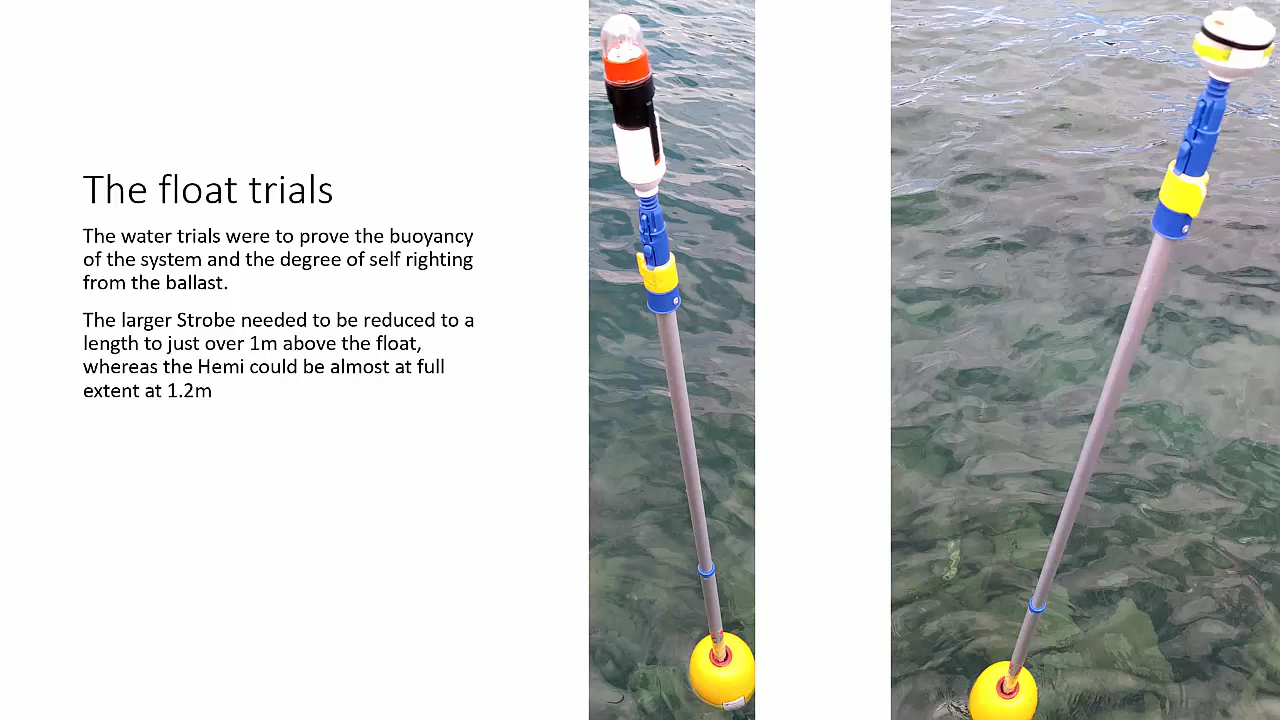 The float trials
The water trials were to prove the buoyancy
of the system and the degree of self righting
from the ballast.
The larger Strobe needed to be reduced to a
length to just over 1m above the float,
whereas the Hemi could be almost at full
extent at 1.2m